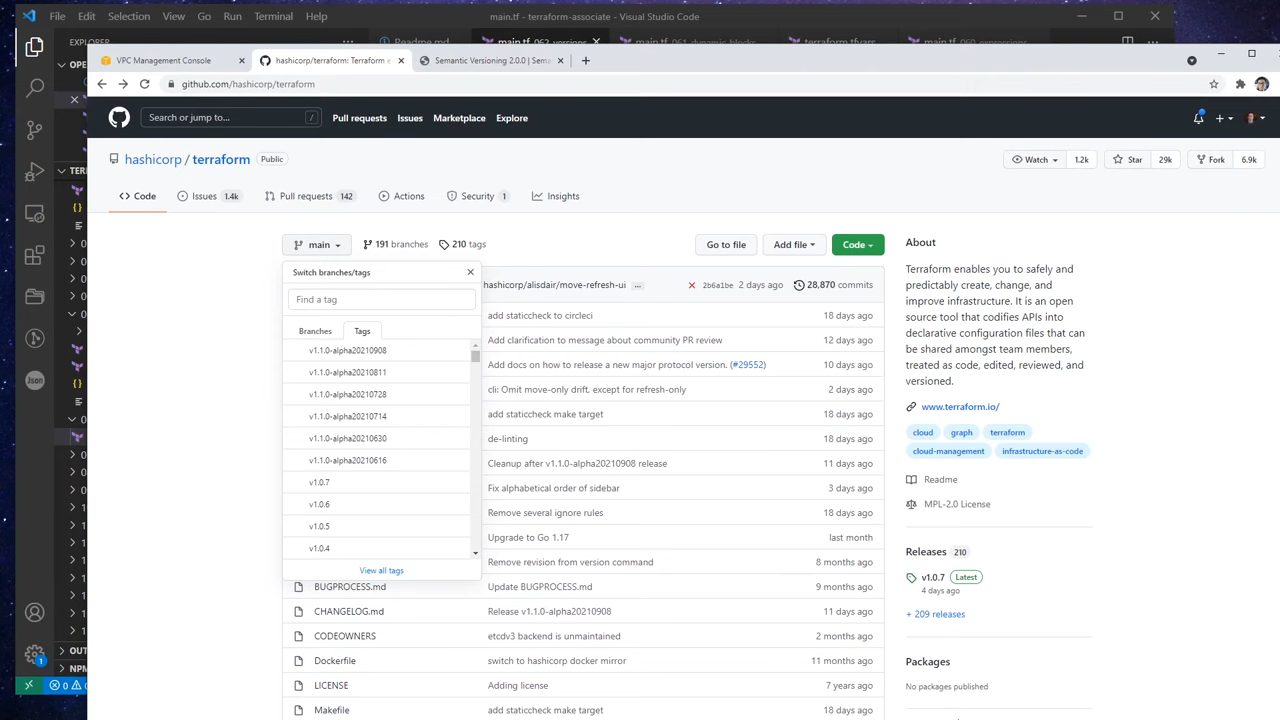 File Edit Selection View Go Run Terminal Help
main.tf - terraform-associate - Visual Studio Code
EXPLORER
Readme.md
main.tf 062_versions
main.tf 061_dynamic_blocks
terraform.tfvars
main.tf 060_expressions
VPC Management Console
hashicorp/terraform: Terraform e
Semantic Versioning 2.0.0 | Sema
github.com/hashicorp/terraform
Search or jump to... /
Pull requests Issues Marketplace Explore
hashicorp / terraform Public
Watch 1.2k
Star 29k
Fork 6.9k
Code
Issues 1.4k
Pull requests 142
Actions
Security 1
Insights
main
191 branches
210 tags
Go to file
Add file
Code
Switch branches/tags
Find a tag
Branches Tags
v1.1.0-alpha20210908
v1.1.0-alpha20210811
v1.1.0-alpha20210728
v1.1.0-alpha20210714
v1.1.0-alpha20210630
v1.1.0-alpha20210616
v1.0.7
v1.0.6
v1.0.5
v1.0.4
View all tags
hashicorp/alisdair/move-refresh-ui ... 2b6a1be 2 days ago 28,870 commits
add staticcheck to circleci 18 days ago
Add clarification to message about community PR review 12 days ago
Add docs on how to release a new major protocol version. (#29552) 10 days ago
cli: Omit move-only drift, except for refresh-only 2 days ago
add staticcheck make target 18 days ago
de-linting 18 days ago
Cleanup after v1.1.0-alpha20210908 release 11 days ago
Fix alphabetical order of sidebar 3 days ago
Remove several ignore rules 18 days ago
Upgrade to Go 1.17 last month
Remove revision from version command 8 months ago
BUGPROCESS.md Update BUGPROCESS.md 9 months ago
CHANGELOG.md Release v1.1.0-alpha20210908 11 days ago
CODEOWNERS etcdv3 backend is unmaintained 2 months ago
Dockerfile switch to hashicorp docker mirror 11 months ago
LICENSE Adding license 7 years ago
Makefile add staticcheck make target 18 days ago
About
Terraform enables you to safely and
predictably create, change, and
improve infrastructure. It is an open
source tool that codifies APIs into
declarative configuration files that can
be shared amongst team members,
treated as code, edited, reviewed, and
versioned.
www.terraform.io/
cloud graph terraform
cloud-management infrastructure-as-code
Readme
MPL-2.0 License
Releases 210
v1.0.7 Latest
4 days ago
+ 209 releases
Packages
No packages published
Json
1
0